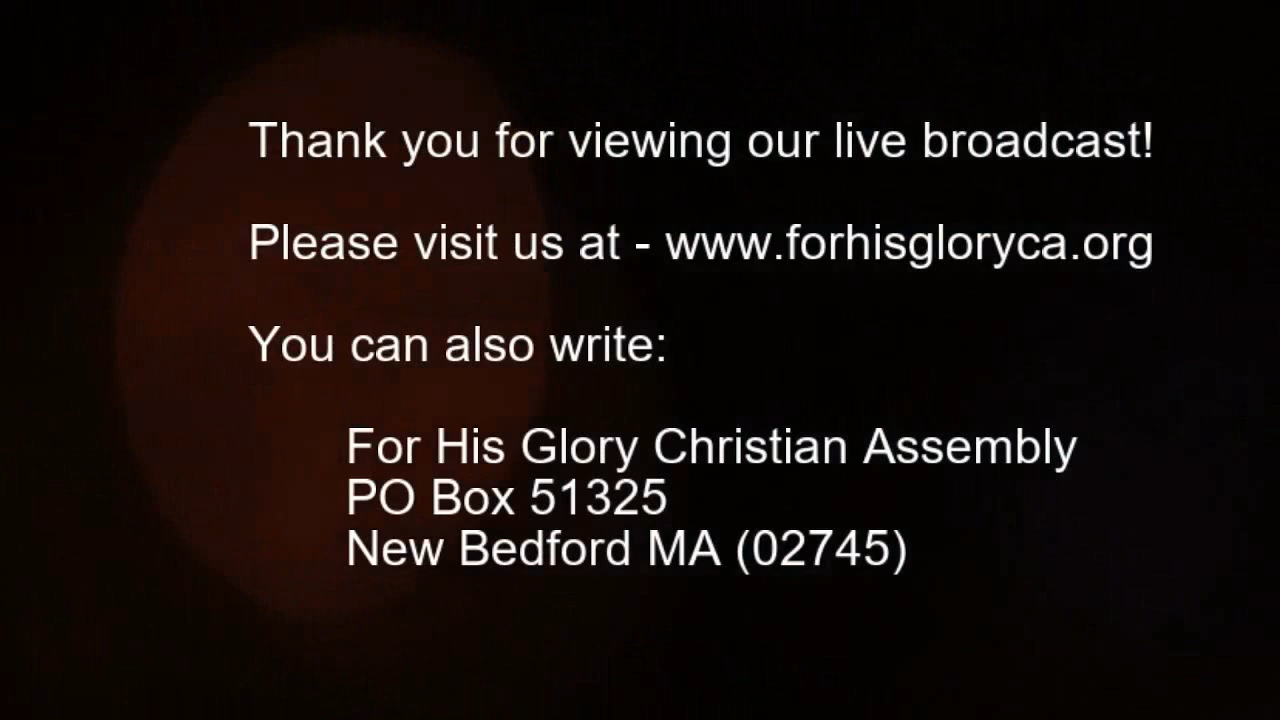 Thank you for viewing our live broadcast!
Please visit us at - www.forhisgloryca.org
You can also write:
For His Glory Christian Assembly
PO Box 51325
New Bedford MA (02745)